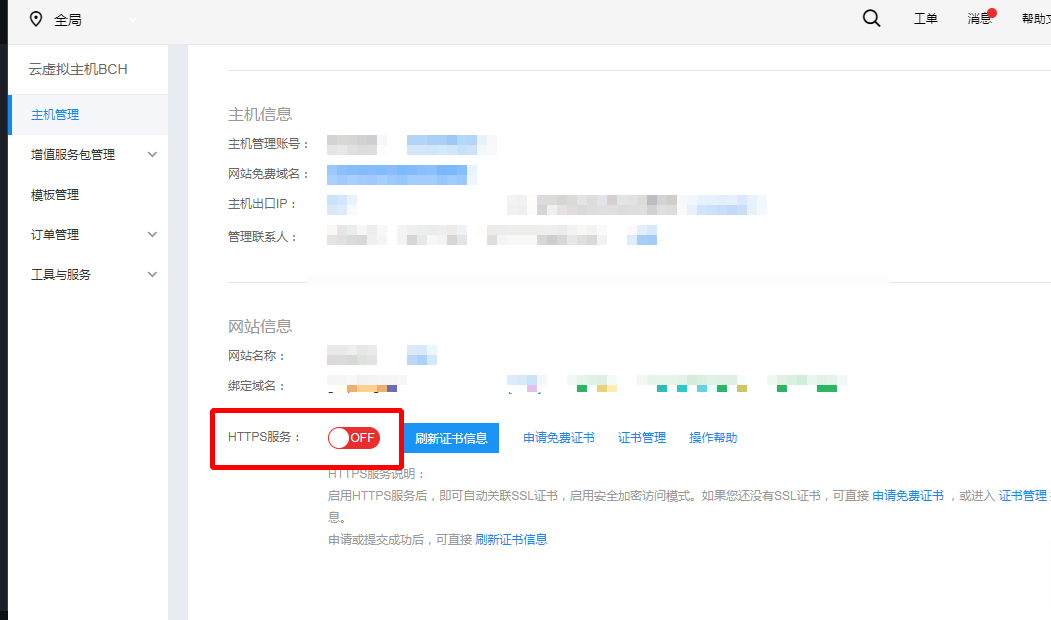 全局
工单
消息
帮助文
云虚拟主机BCH
主机管理
增值服务包管理
模板管理
订单管理
工具与服务
主机信息
主机管理账号：
网站免费域名：
主机出口IP：
管理联系人：
网站信息
网站名称：
绑定域名：
HTTPS服务： OFF 刷新证书信息 申请免费证书 证书管理 操作帮助
HTTPS服务说明：
启用HTTPS服务后，即可自动关联SSL证书，启用安全加密访问模式。如果您还没有SSL证书，可直接 申请免费证书 ，或进入 证书管理
息。
申请或提交成功后，可直接 刷新证书信息